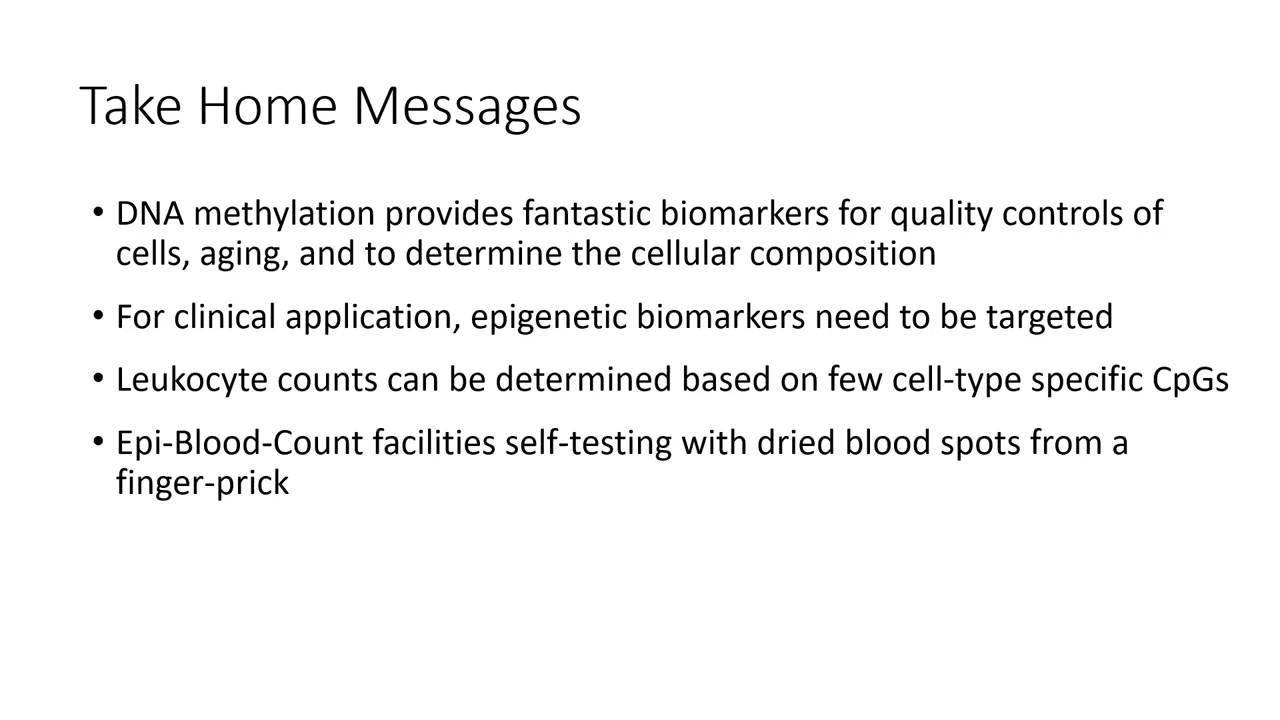 Take Home Messages
• DNA methylation provides fantastic biomarkers for quality controls of
cells, aging, and to determine the cellular composition
• For clinical application, epigenetic biomarkers need to be targeted
• Leukocyte counts can be determined based on few cell-type specific CpGs
• Epi-Blood-Count facilities self-testing with dried blood spots from a
finger-prick